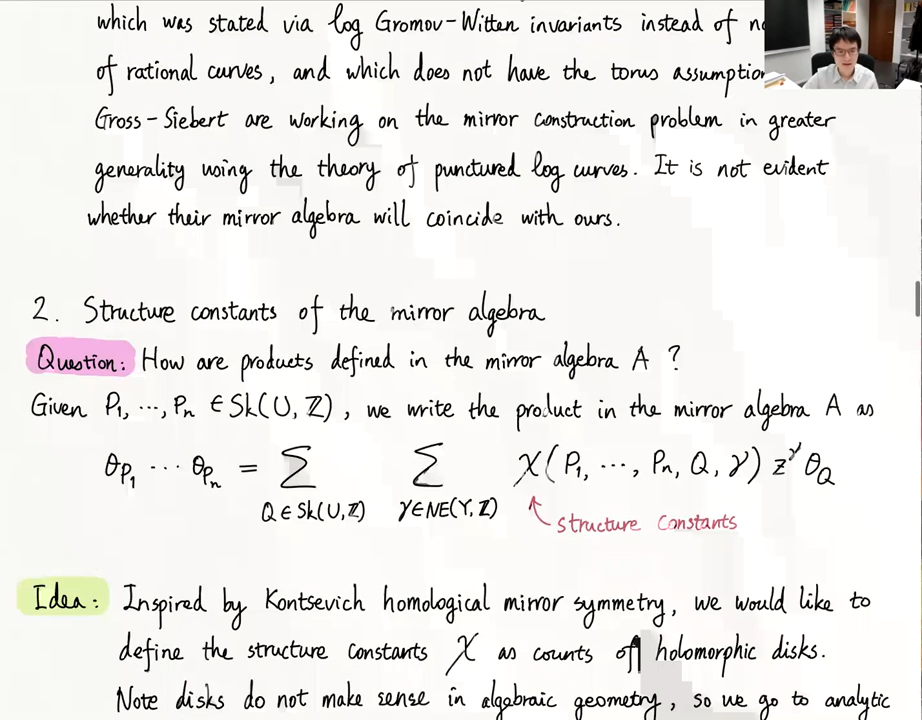 which was stated via log Gromov-Witten invariants instead of
of rational curves, and which does not have the torus assumption
Gross-Siebert are working on the mirror construction problem in greater
generality using the theory of punctured log curves. It is not evident
whether their mirror algebra will coincide with ours.
2. Structure constants of the mirror algebra
Question: How are products defined in the mirror algebra A ?
Given P₁, ..., Pₙ ∈ Sk(U, ℤ), we write the product in the mirror algebra A as
θ_P₁ ··· θ_Pₙ = Σ Σ χ(P₁, ..., Pₙ, Q, γ) z^γ θ_Q
Q ∈ Sk(U, ℤ) γ ∈ NE(Y, ℤ)
Structure constants
Idea: Inspired by Kontsevich homological mirror symmetry, we would like to
define the structure constants χ as counts of holomorphic disks.
Note disks do not make sense in algebraic geometry, so we go to analytic